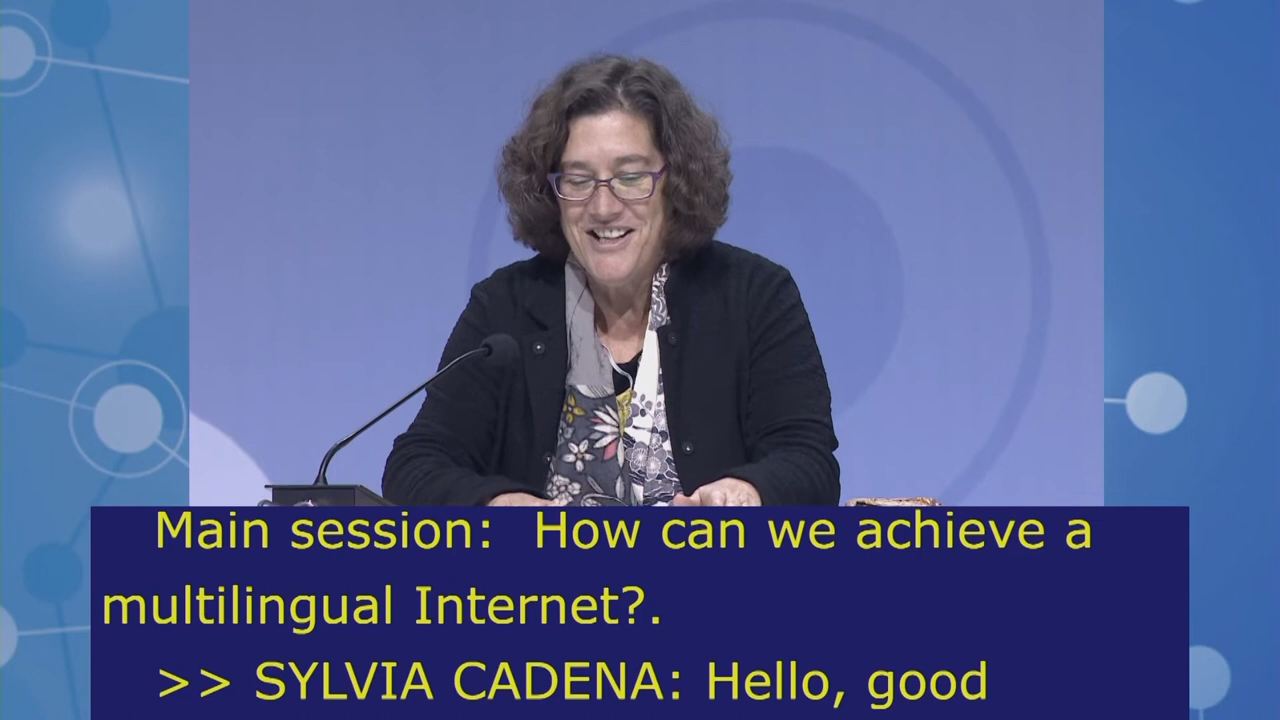 Main session: How can we achieve a
multilingual Internet?.
>> SYLVIA CADENA: Hello, good